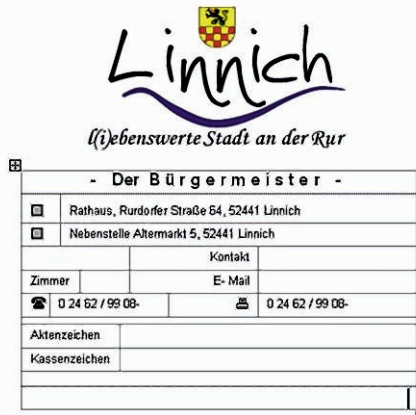 Linnich
l(i)ebenswerte Stadt an der Rur
- Der Bürgermeister -
Rathaus, Rurdorfer Straße 64, 52441 Linnich
Nebenstelle Altermarkt 5, 52441 Linnich
Kontakt
Zimmer E- Mail
☎ 0 24 62 / 99 08- 0 24 62 / 99 08-
Aktenzeichen
Kassenzeichen